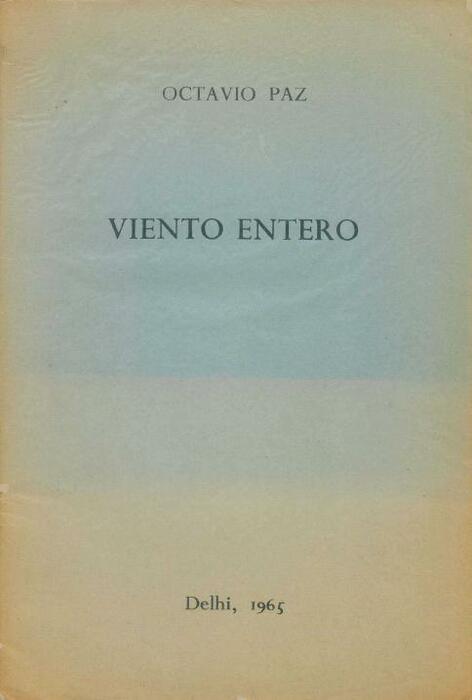 OCTAVIO PAZ
VIENTO ENTERO
Delhi, 1965